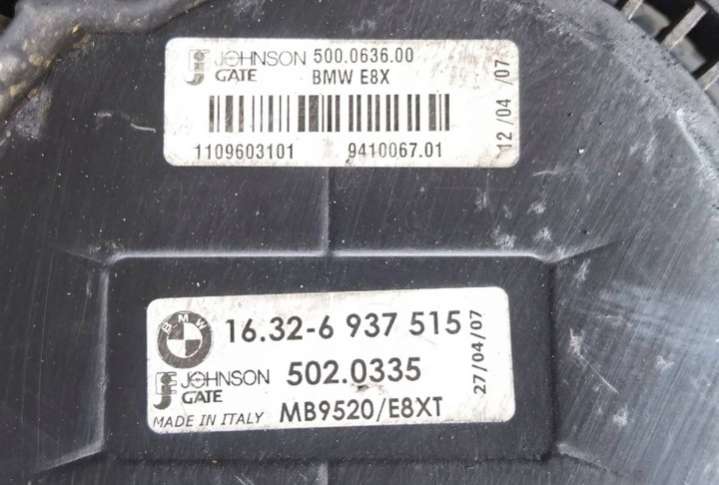 JOHNSON 500.0636.00
GATE BMW E8X
1109603101 9410067.01
12/04 /07
BMW
16.32-6 937 515
JOHNSON 502.0335
GATE
MADE IN ITALY MB9520/E8XT
27/04/07